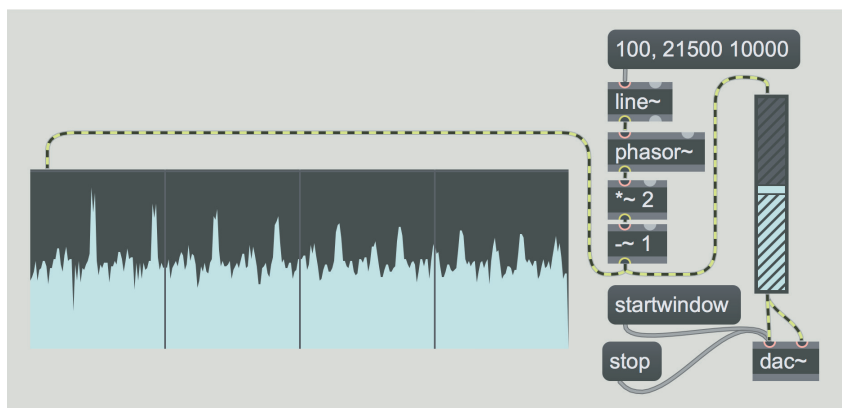 100, 21500 10000
line~
phasor~
*~ 2
-~ 1
startwindow
stop
dac~